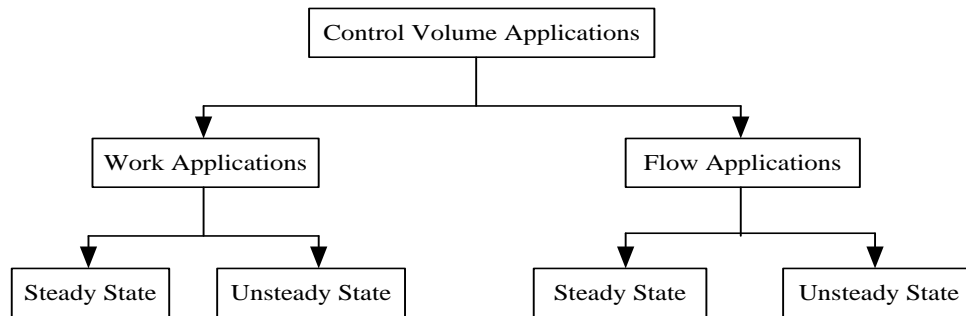 Control Volume Applications
Work Applications
Flow Applications
Steady State
Unsteady State
Steady State
Unsteady State